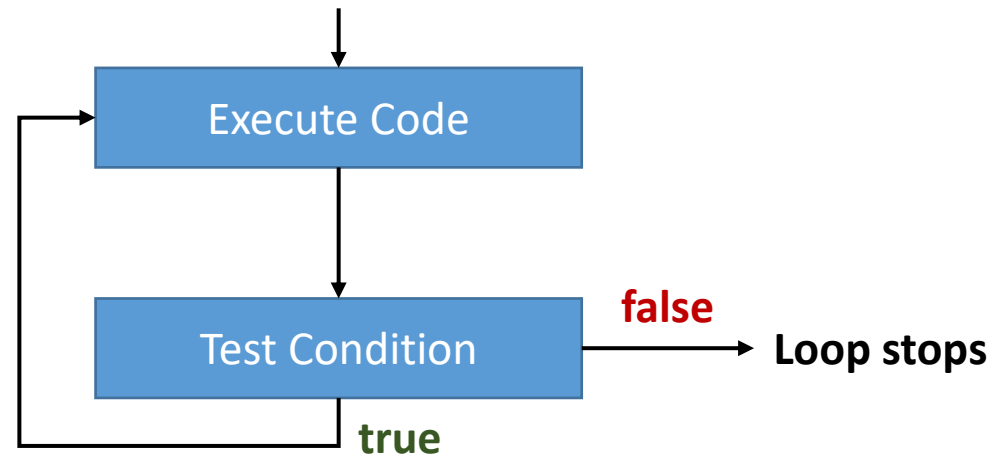 Execute Code
Test Condition
false
Loop stops
true